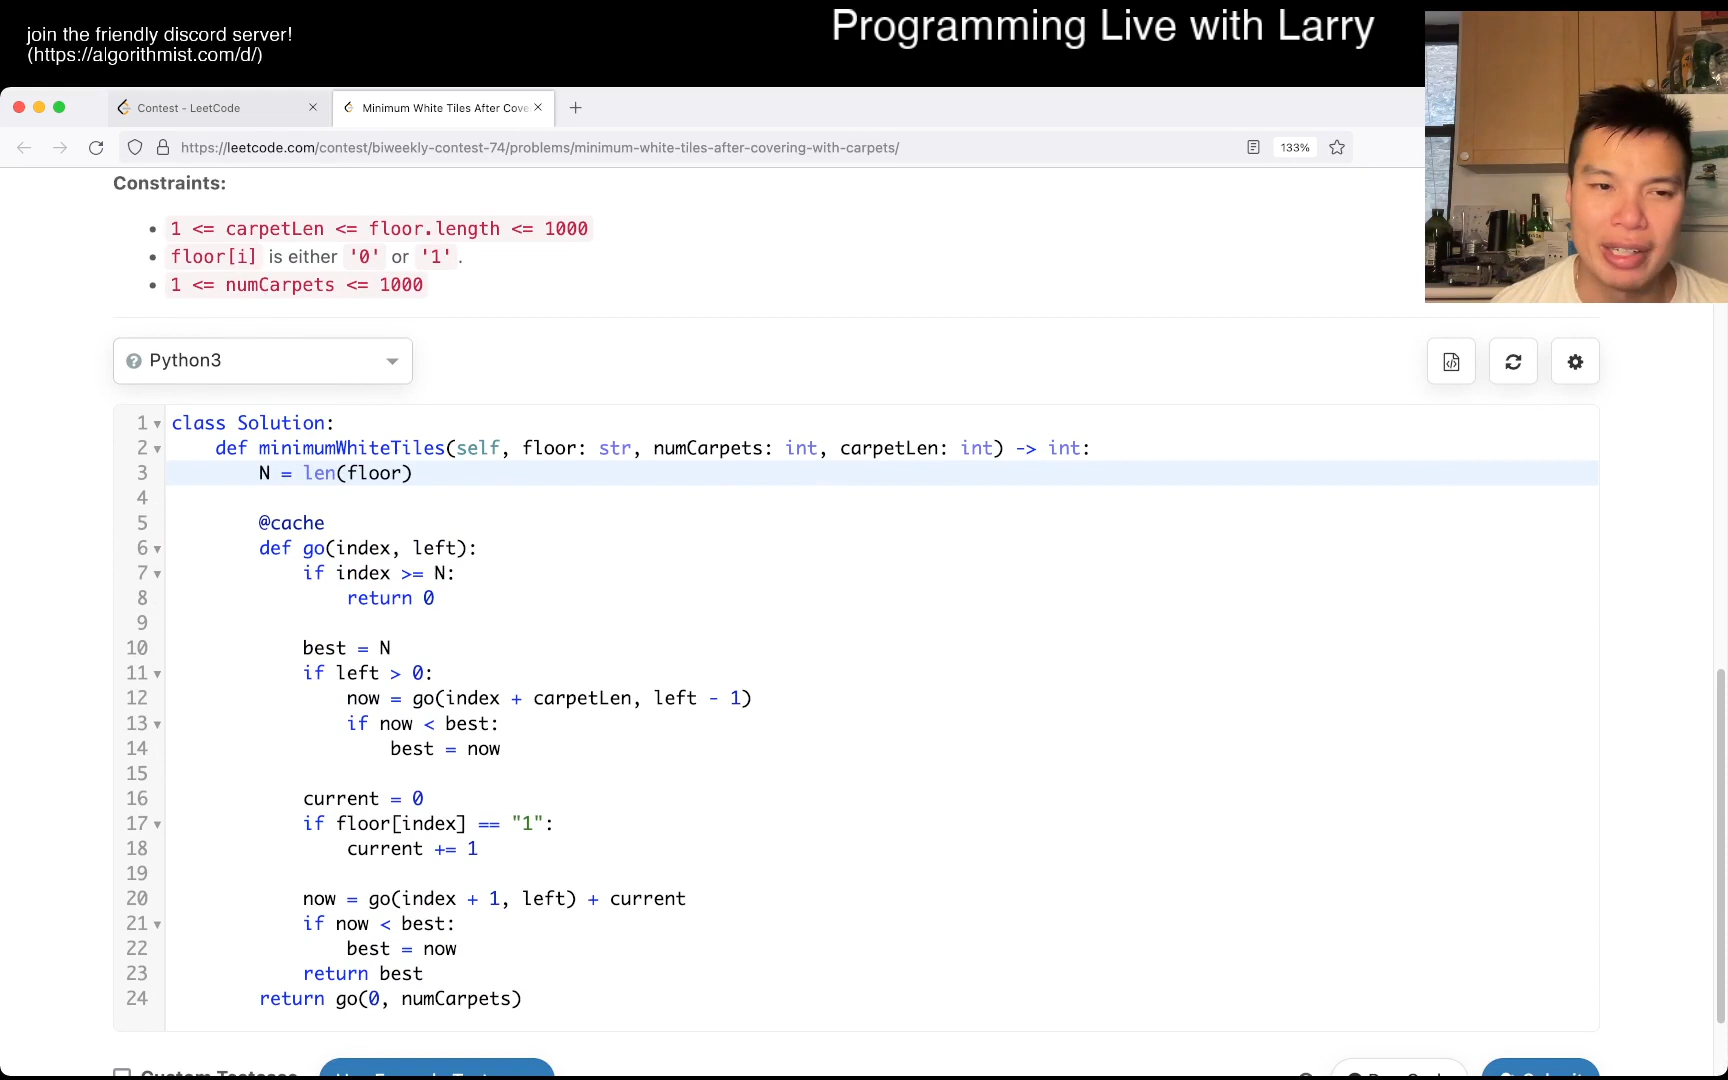 join the friendly discord server!
(https://algorithmist.com/d/)
Programming Live with Larry
Contest - LeetCode
Minimum White Tiles After Cove
https://leetcode.com/contest/biweekly-contest-74/problems/minimum-white-tiles-after-covering-with-carpets/
133%
Constraints:
1 <= carpetLen <= floor.length <= 1000
floor[i] is either '0' or '1'.
1 <= numCarpets <= 1000
Python3
1 class Solution:
2 def minimumWhiteTiles(self, floor: str, numCarpets: int, carpetLen: int) -> int:
3 N = len(floor)
4
5 @cache
6 def go(index, left):
7 if index >= N:
8 return 0
9
10 best = N
11 if left > 0:
12 now = go(index + carpetLen, left - 1)
13 if now < best:
14 best = now
15
16 current = 0
17 if floor[index] == "1":
18 current += 1
19
20 now = go(index + 1, left) + current
21 if now < best:
22 best = now
23 return best
24 return go(0, numCarpets)